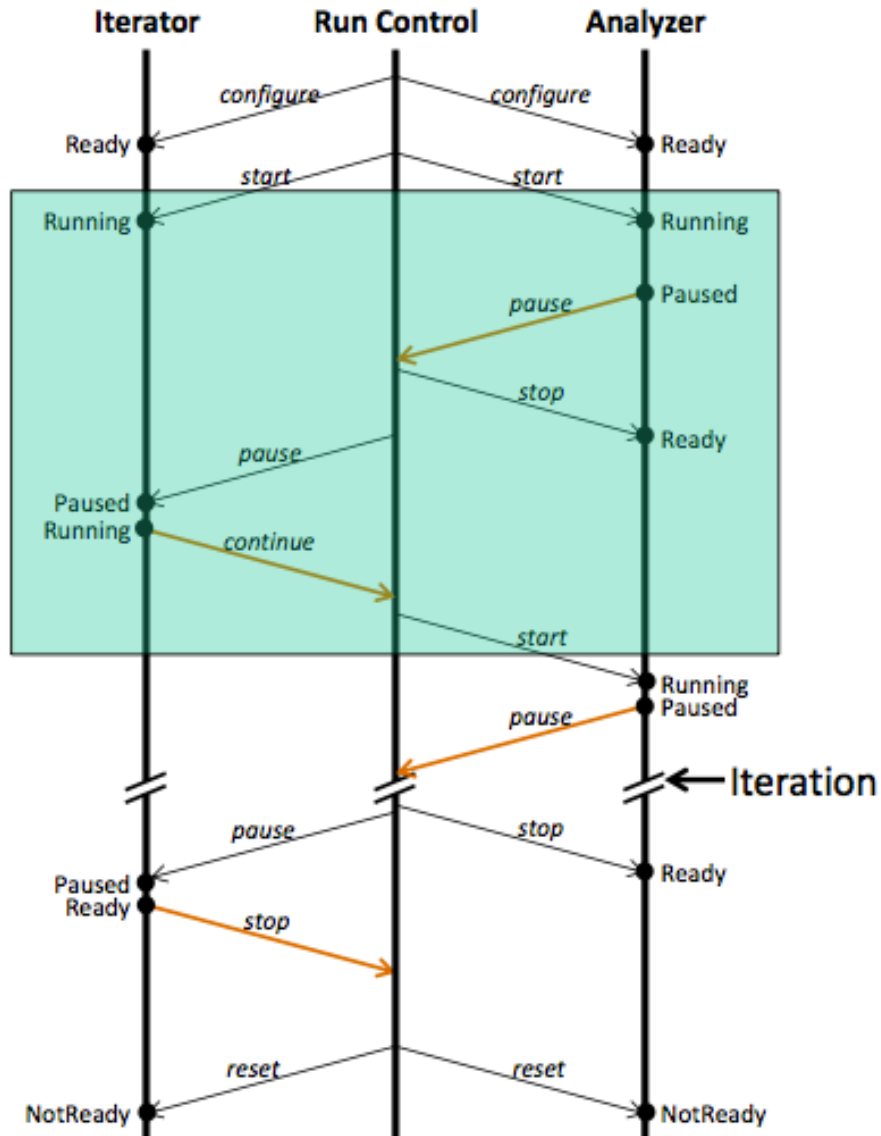 Iterator Run Control Analyzer
configure configure
Ready Ready
start start
Running Running
Paused
pause
stop
Ready
pause
Paused
Running
continue
start
Running
Paused
pause
Iteration
pause stop
Ready
Paused
Ready
stop
reset reset
NotReady NotReady